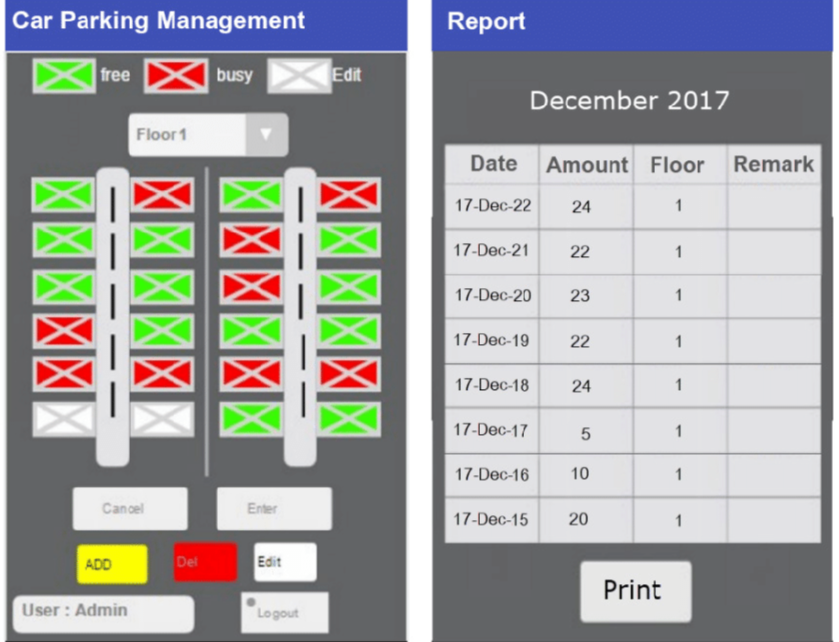 Car Parking Management
free busy Edit
Floor1
Cancel Enter
ADD Del Edit
User : Admin Logout
Report
December 2017
Date Amount Floor Remark
17-Dec-22 24 1
17-Dec-21 22 1
17-Dec-20 23 1
17-Dec-19 22 1
17-Dec-18 24 1
17-Dec-17 5 1
17-Dec-16 10 1
17-Dec-15 20 1
Print